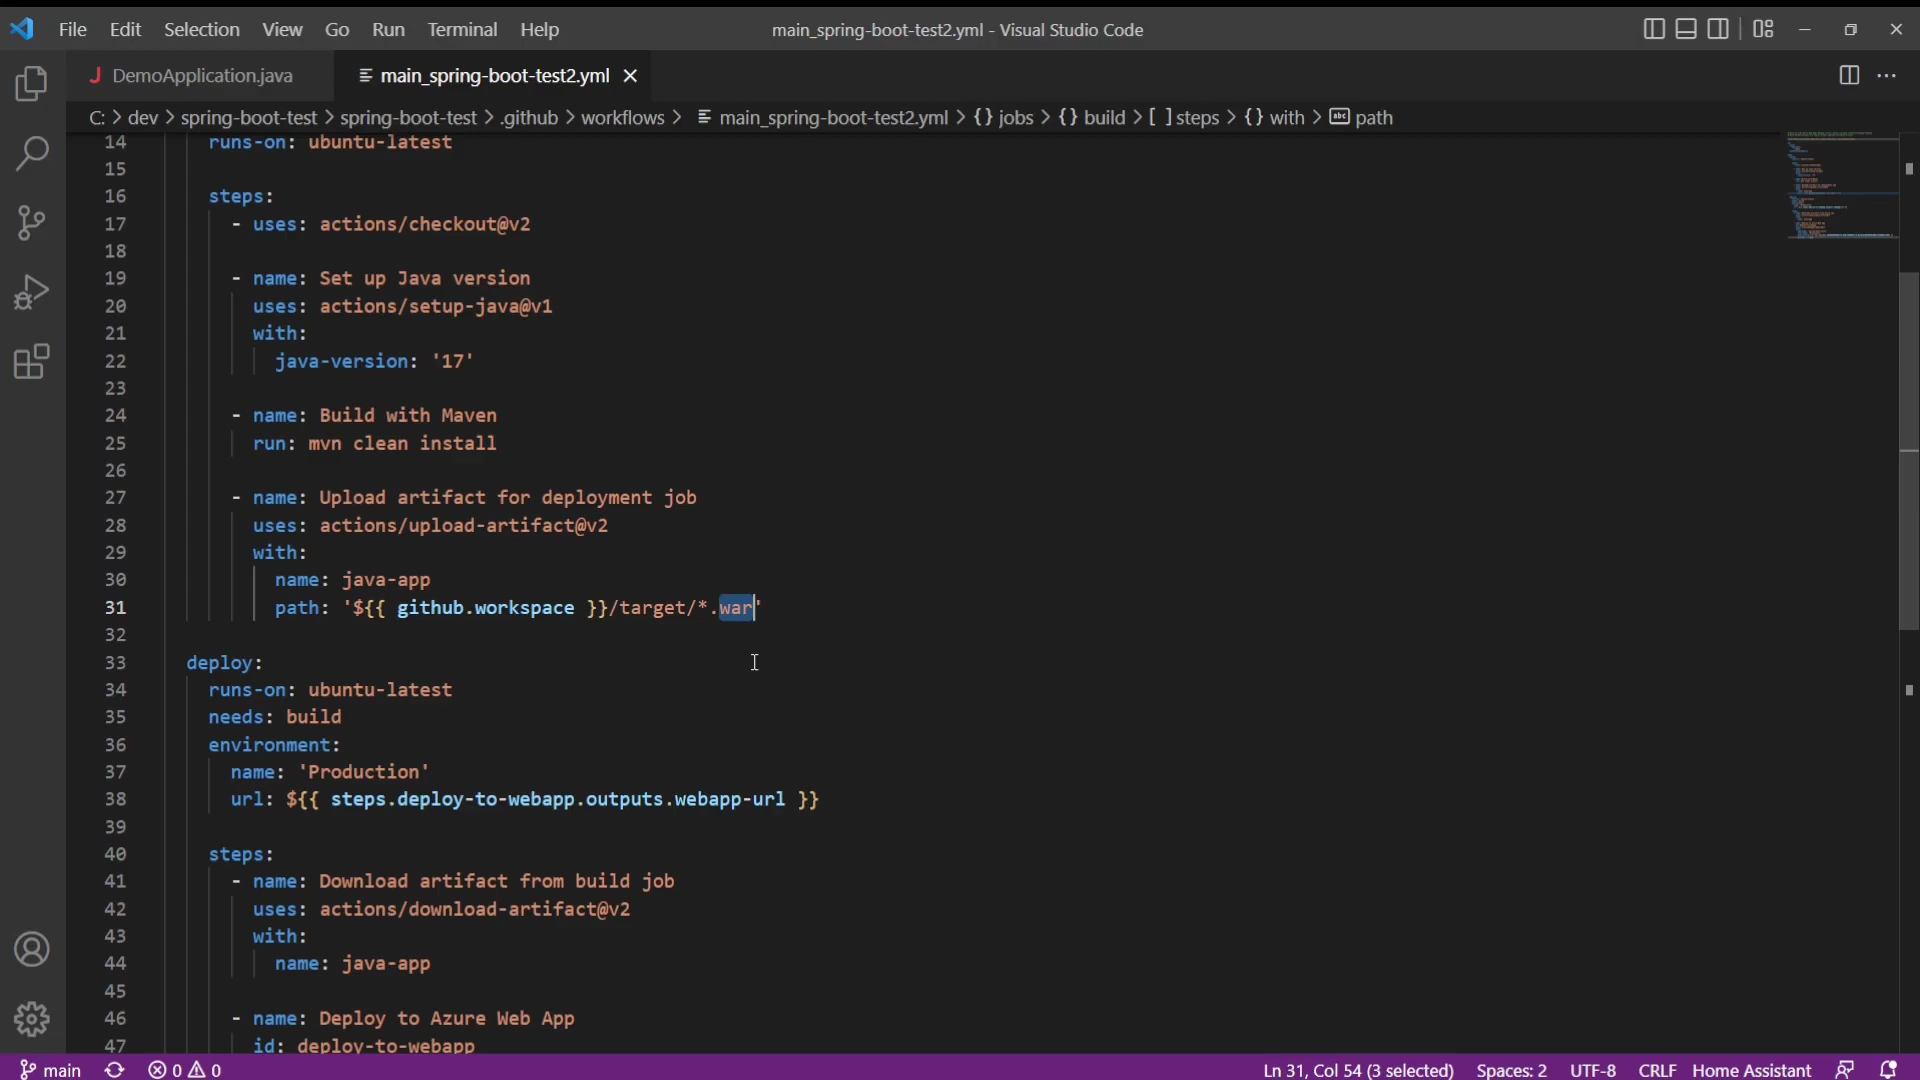 File Edit Selection View Go Run Terminal Help main_spring-boot-test2.yml - Visual Studio Code
J DemoApplication.java main_spring-boot-test2.yml
C: > dev > spring-boot-test > spring-boot-test > .github > workflows > main_spring-boot-test2.yml > {} jobs > {} build > [ ] steps > {} with > abc path
14 runs-on: ubuntu-latest
15
16 steps:
17 - uses: actions/checkout@v2
18
19 - name: Set up Java version
20 uses: actions/setup-java@v1
21 with:
22 java-version: '17'
23
24 - name: Build with Maven
25 run: mvn clean install
26
27 - name: Upload artifact for deployment job
28 uses: actions/upload-artifact@v2
29 with:
30 name: java-app
31 path: '${{ github.workspace }}/target/*.war'
32
33 deploy:
34 runs-on: ubuntu-latest
35 needs: build
36 environment:
37 name: 'Production'
38 url: ${{ steps.deploy-to-webapp.outputs.webapp-url }}
39
40 steps:
41 - name: Download artifact from build job
42 uses: actions/download-artifact@v2
43 with:
44 name: java-app
45
46 - name: Deploy to Azure Web App
47 id: deploy-to-webapp
main 0 0 Ln 31, Col 54 (3 selected) Spaces: 2 UTF-8 CRLF Home Assistant